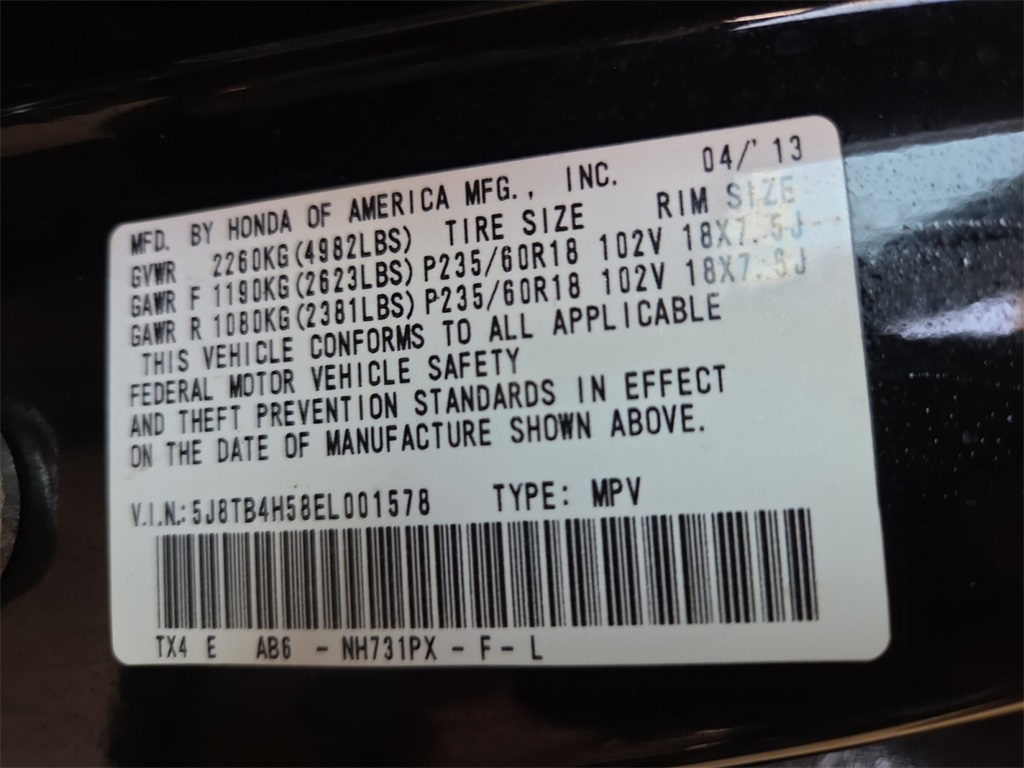 MFD. BY HONDA OF AMERICA MFG., INC. 04/'13
GVWR 2260KG(4982LBS) TIRE SIZE RIM SIZE
GAWR F 1190KG(2623LBS) P235/60R18 102V 18X7.5J
GAWR R 1080KG(2381LBS) P235/60R18 102V 18X7.5J
THIS VEHICLE CONFORMS TO ALL APPLICABLE
FEDERAL MOTOR VEHICLE SAFETY
AND THEFT PREVENTION STANDARDS IN EFFECT
ON THE DATE OF MANUFACTURE SHOWN ABOVE.
V.I.N.: 5J8TB4H58EL001578 TYPE: MPV
TX4 E AB6 - NH731PX - F - L